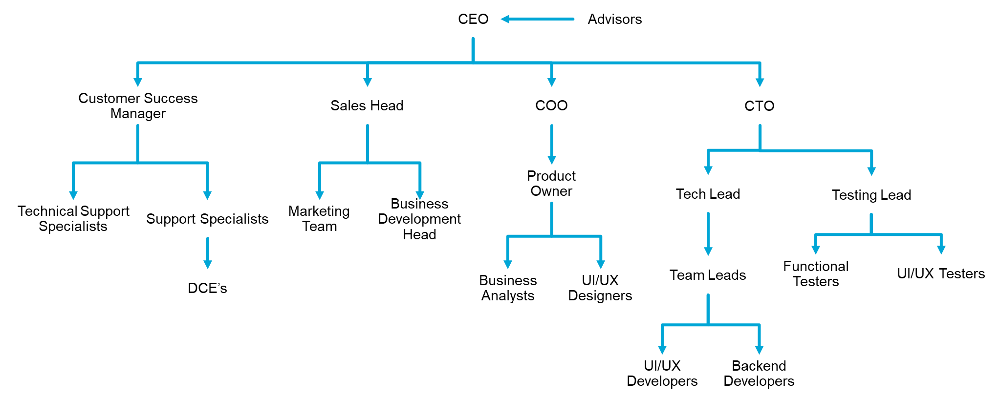 CEO
Advisors
Customer Success
Manager
Sales Head
COO
CTO
Technical Support
Specialists
Support Specialists
DCE’s
Marketing
Team
Business
Development
Head
Product
Owner
Business
Analysts
UI/UX
Designers
Tech Lead
Testing Lead
Team Leads
Functional
Testers
UI/UX Testers
UI/UX
Developers
Backend
Developers